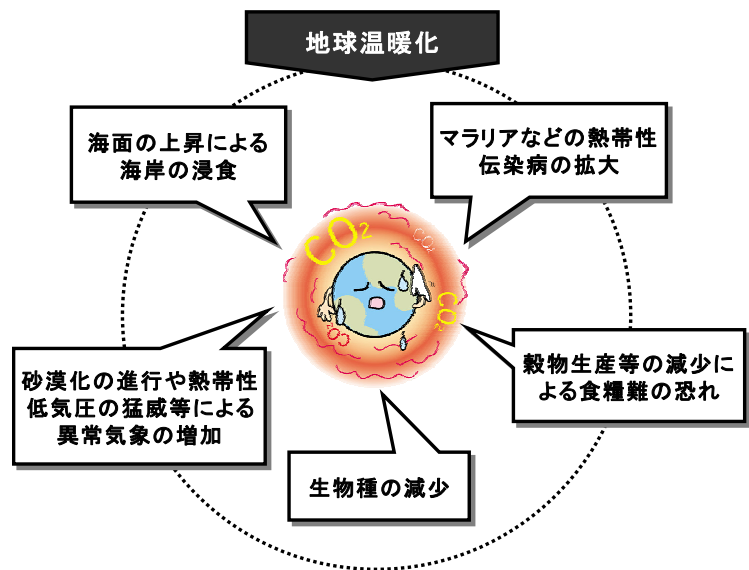 地球温暖化
海面の上昇による
海岸の浸食
マラリアなどの熱帯性
伝染病の拡大
CO₂
CO₂
CO₂
CO₂
砂漠化の進行や熱帯性
低気圧の猛威等による
異常気象の増加
穀物生産等の減少に
よる食糧難の恐れ
生物種の減少